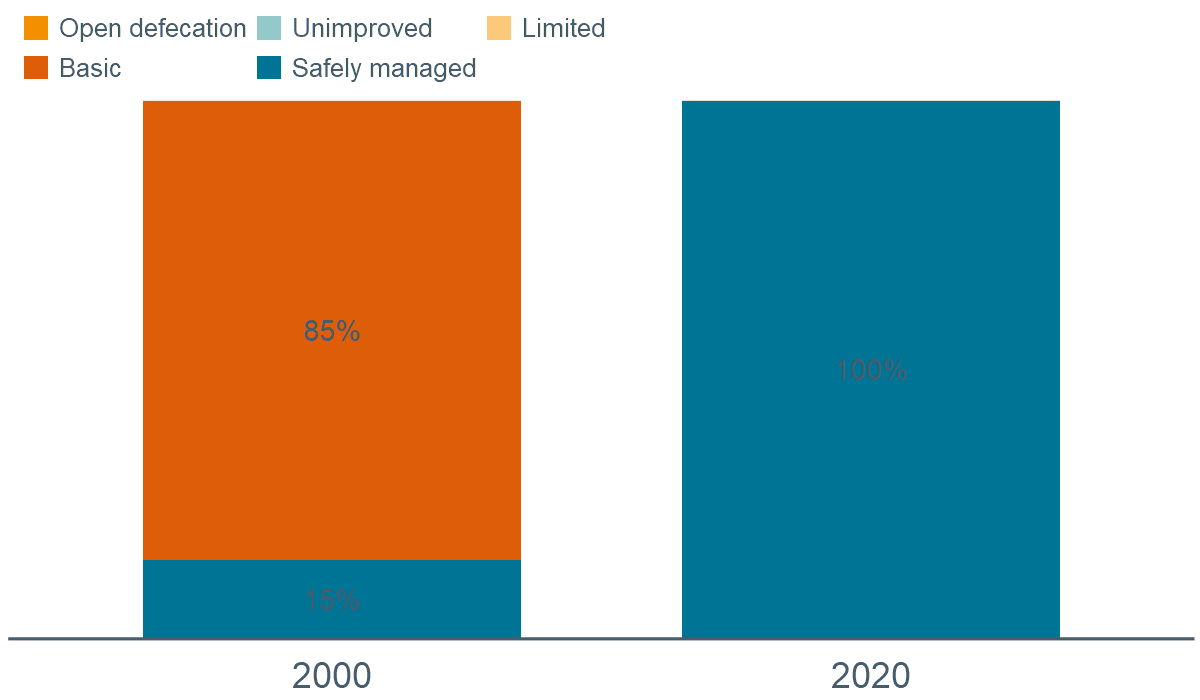 Open defecation Unimproved Limited
Basic Safely managed
85%
100%
15%
2000 2020